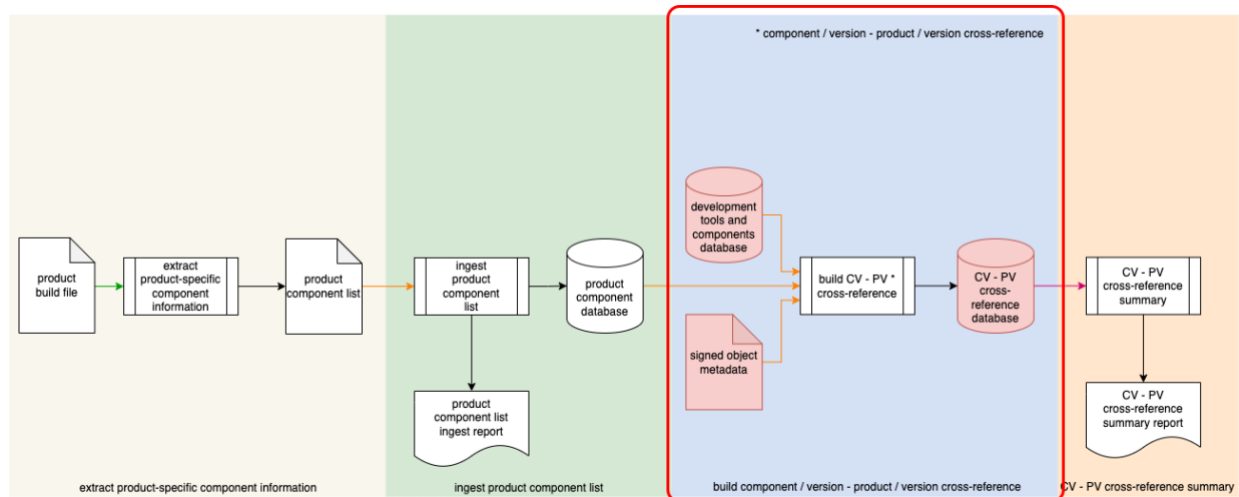 * component / version - product / version cross-reference
product
build file
extract
product-specific
component
information
product
component list
ingest
product
component
list
product
component
database
product
component list
ingest report
development
tools and
components
database
signed object
metadata
build CV - PV *
cross-reference
CV - PV
cross-
reference
database
CV - PV
cross-reference
summary
CV - PV
cross-reference
summary report
extract product-specific component information
ingest product component list
build component / version - product / version cross-reference
CV - PV cross-reference summary